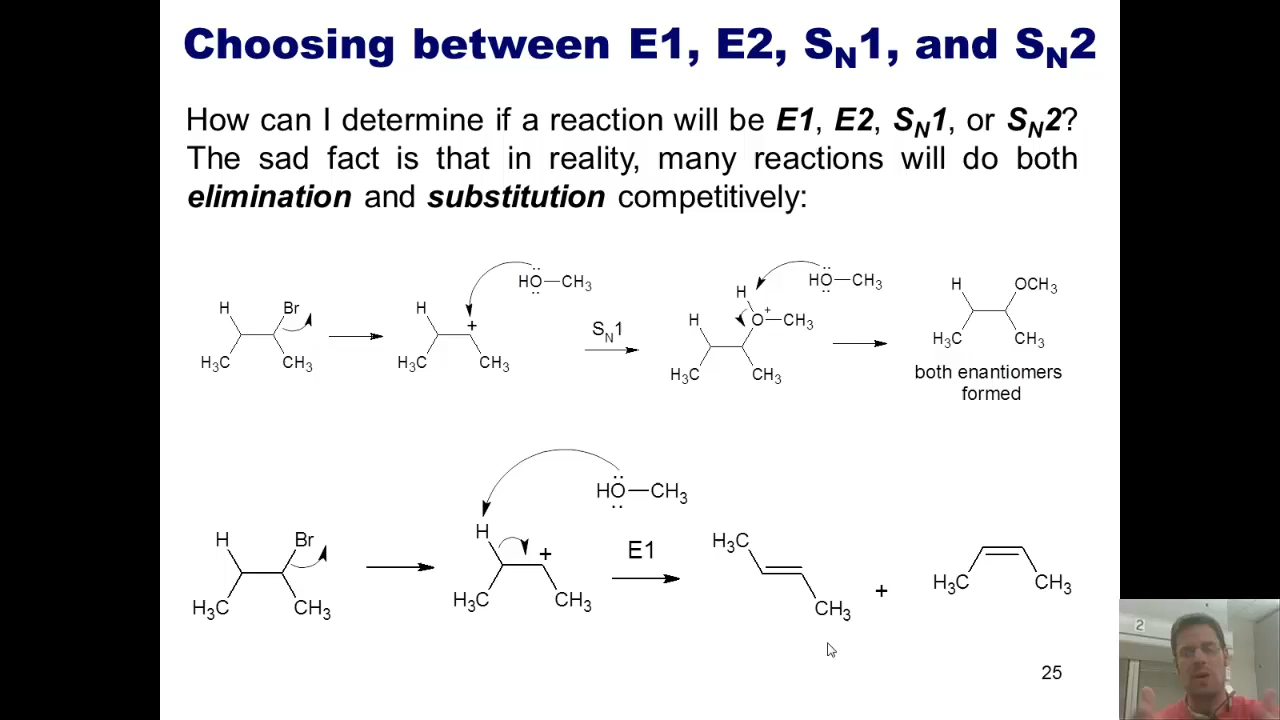 Choosing between E1, E2, SN1, and SN2
How can I determine if a reaction will be E1, E2, SN1, or SN2?
The sad fact is that in reality, many reactions will do both
elimination and substitution competitively:
H Br
H3C CH3
H +
H3C CH3
HO—CH3
SN1
H H O+—CH3
H3C CH3
HO—CH3
H OCH3
H3C CH3
both enantiomers
formed
H Br
H3C CH3
H +
H3C CH3
HO—CH3
E1
H3C
CH3
+
H3C CH3
25
2